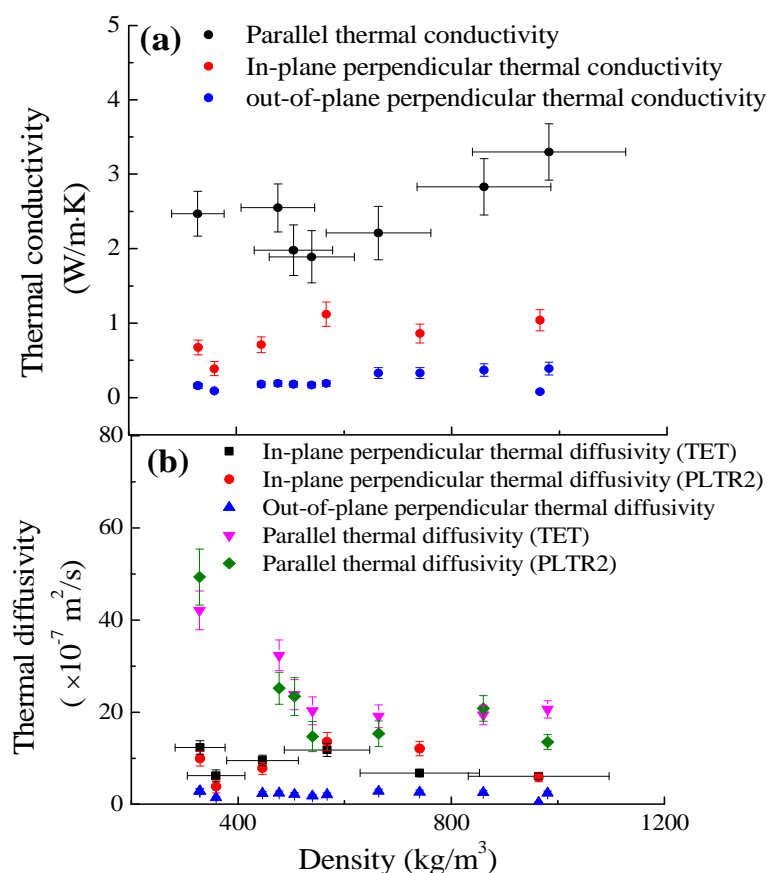 (a)
Parallel thermal conductivity
In-plane perpendicular thermal conductivity
out-of-plane perpendicular thermal conductivity
5
4
3
2
1
0
Thermal conductivity
(W/m·K)
80
(b)
In-plane perpendicular thermal diffusivity (TET)
In-plane perpendicular thermal diffusivity (PLTR2)
Out-of-plane perpendicular thermal diffusivity
Parallel thermal diffusivity (TET)
Parallel thermal diffusivity (PLTR2)
60
40
20
0
Thermal diffusivity
( ×10⁻⁷ m²/s)
400 800 1200
Density (kg/m³)